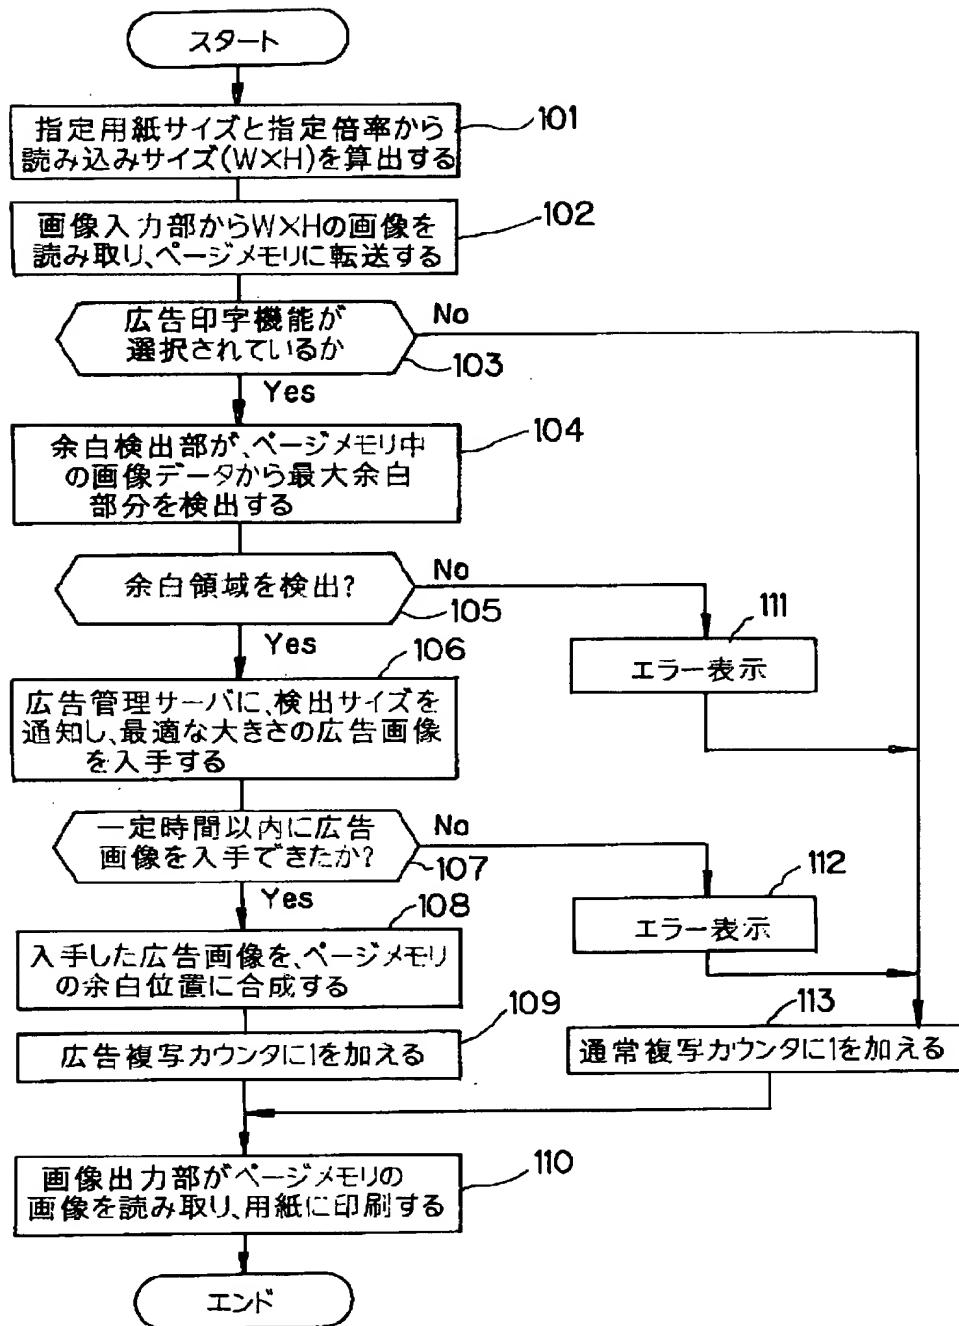 スタート
101
指定用紙サイズと指定倍率から
読み込みサイズ(W×H)を算出する
102
画像入力部からW×Hの画像を
読み取り、ページメモリに転送する
広告印字機能が
選択されているか
No
103
Yes
104
余白検出部が、ページメモリ中
の画像データから最大余白
部分を検出する
余白領域を検出?
No
105
111
Yes
エラー表示
106
広告管理サーバに、検出サイズを
通知し、最適な大きさの広告画像
を入手する
一定時間以内に広告
画像を入手できたか?
No
107
112
Yes
エラー表示
108
入手した広告画像を、ページメモリ
の余白位置に合成する
109
広告複写カウンタに1を加える
113
通常複写カウンタに1を加える
110
画像出力部がページメモリの
画像を読み取り、用紙に印刷する
エンド